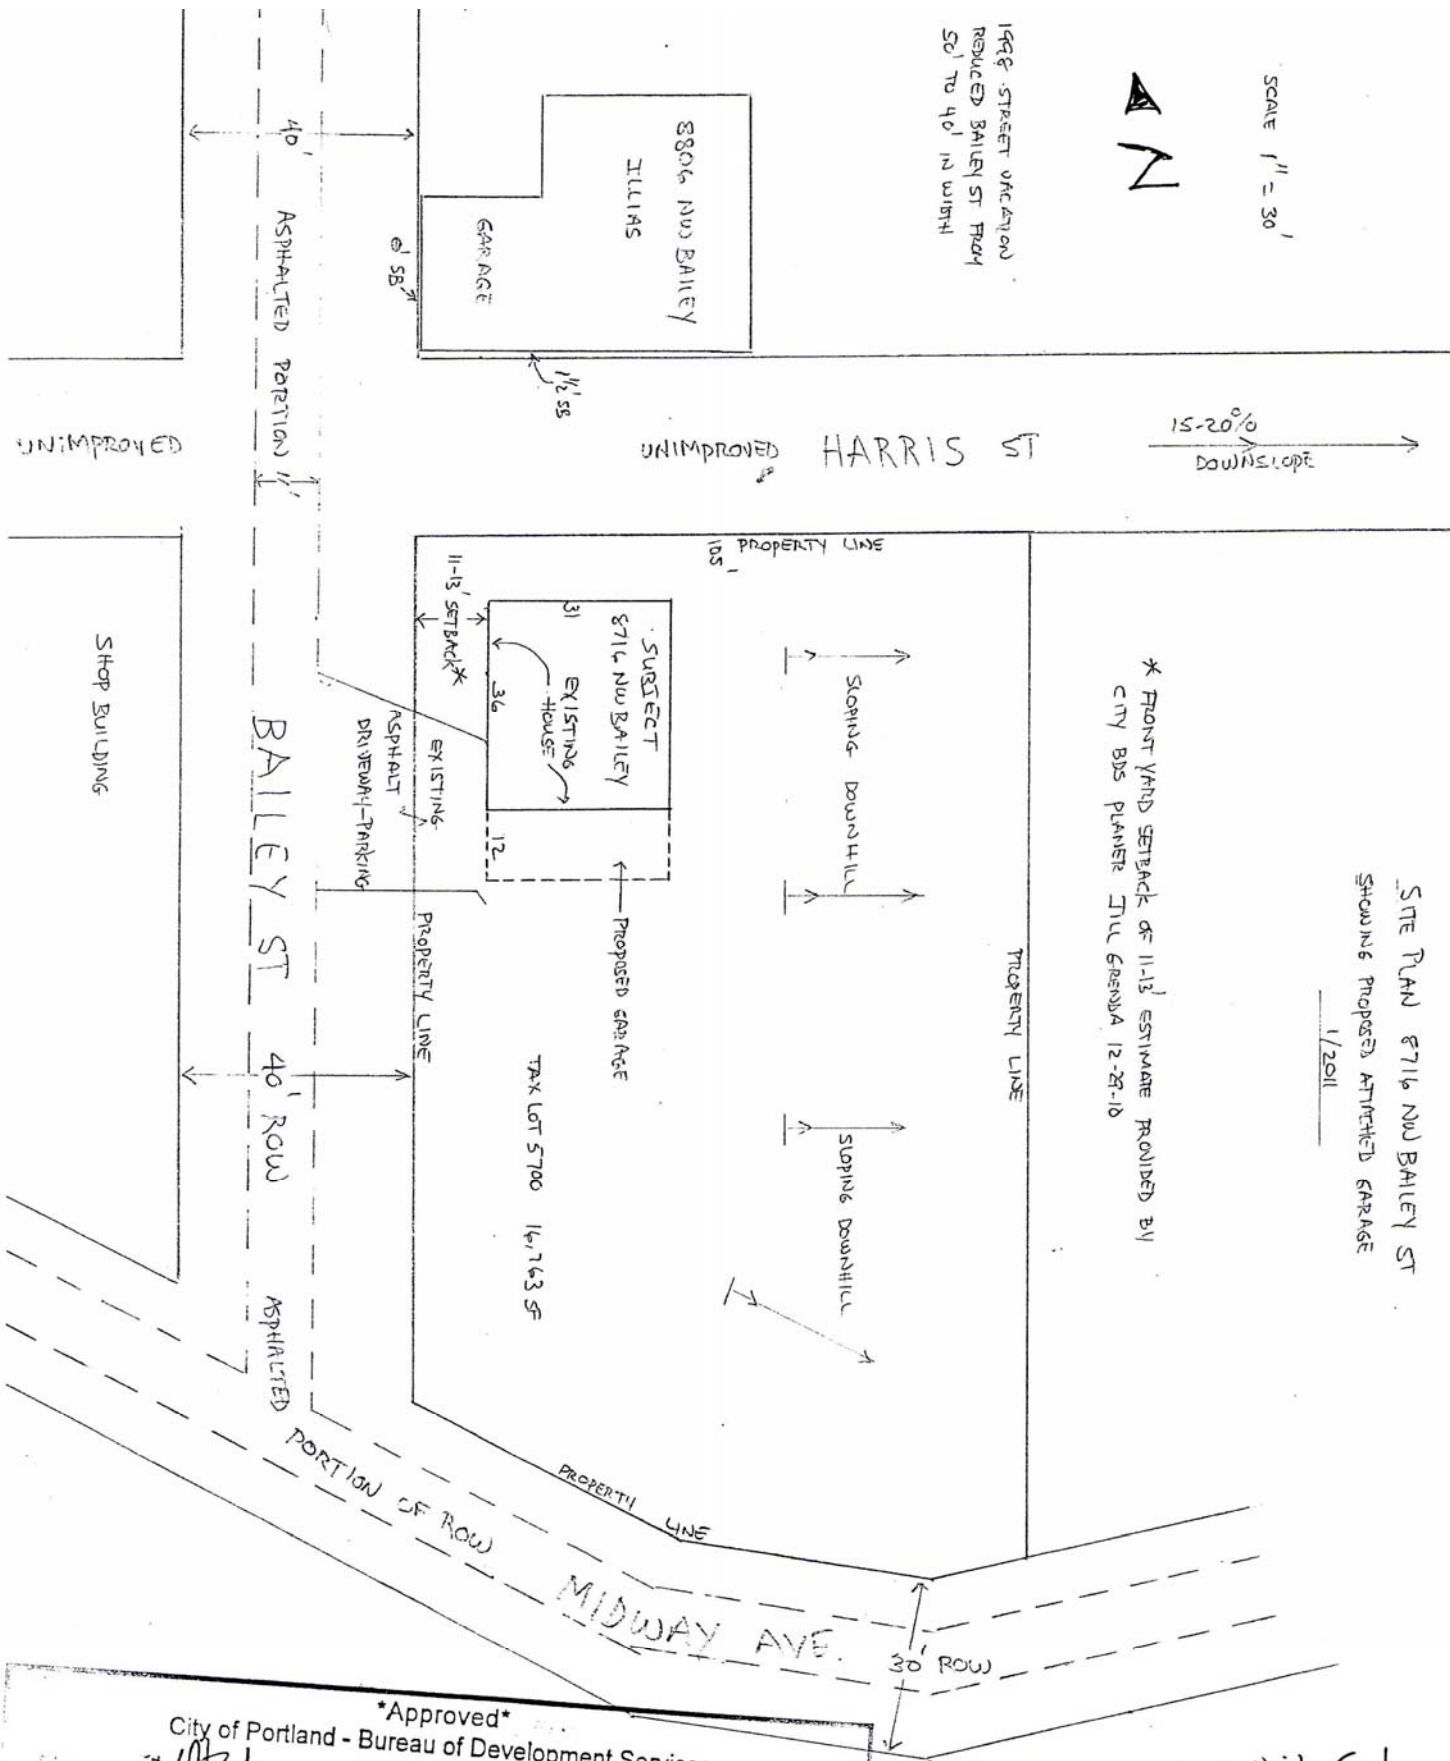 SITE PLAN 8716 NW BAILEY ST
SHOWING PROPOSED ATTACHED GARAGE
1/2011
SCALE 1" = 30'
N
1998 STREET VACATION
REDUCED BAILEY ST FROM
50' TO 40' IN WIDTH
* FRONT YARD SETBACK OF 11-13' ESTIMATE PROVIDED BY
CITY BDS PLANER JILL GRENDA 12-29-10
8806 NW BAILEY
ILLIAS
GARAGE
0' SB
1½' SB
40'
ASPHALTED PORTION
11'
UNIMPROVED
UNIMPROVED HARRIS ST
15-20%
DOWNSLOPE
105'
PROPERTY LINE
11-13' SETBACK*
SUBJECT
8716 NW BAILEY
EXISTING
HOUSE
31
36
12
SLOPING DOWNHILL
PROPERTY LINE
EXISTING
ASPHALT
DRIVEWAY-PARKING
PROPOSED GARAGE
PROPERTY LINE
SHOP BUILDING
BAILEY ST 40' ROW
TAX LOT 5700 16,763 SF
SLOPING DOWNHILL
ASPHALTED
PORTION OF ROW
PROPERTY LINE
MIDWAY AVE.
30' ROW
*Approved*
City of Portland - Bureau of Development